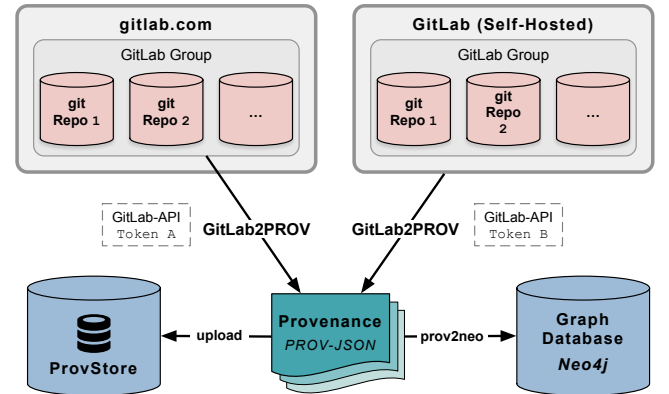 gitlab.com
GitLab Group
git
Repo 1
git
Repo 2
...
GitLab (Self-Hosted)
GitLab Group
git
Repo 1
git
Repo
2
...
GitLab-API
Token A
GitLab2PROV
GitLab2PROV
GitLab-API
Token B
ProvStore
upload
Provenance
PROV-JSON
prov2neo
Graph
Database
Neo4j